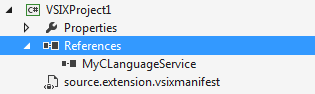 VSIXProject1
Properties
References
MyCLanguageService
source.extension.vsixmanifest